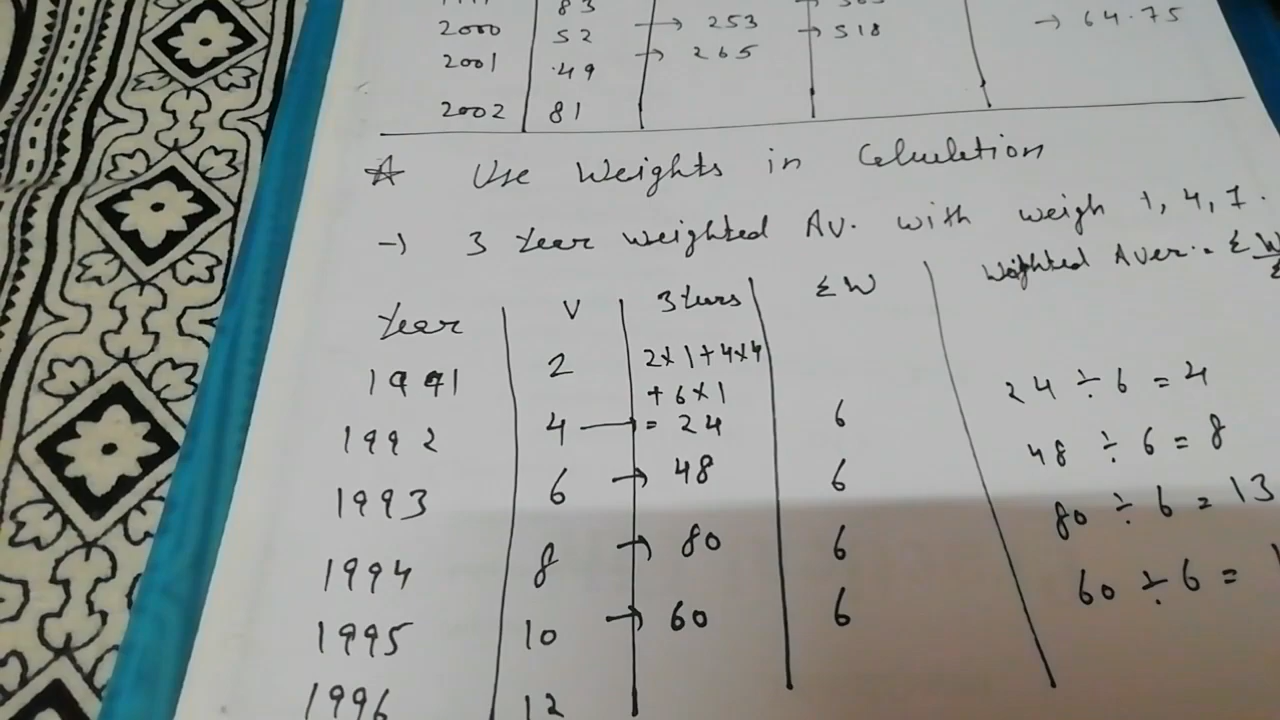 83
2000 52 → 253 → 518 → 64.75
2001 49 → 265
2002 81
☆ Use Weights in Calculation
→ 3 Year weighted Av. with weigh 1, 4, 1.
Year V 3 Years ΣW Weighted Aver. = Σ W
1991 2 2×1+4×4
+6×1
1992 4 → = 24 6 24 ÷ 6 = 4
1993 6 → 48 6 48 ÷ 6 = 8
1994 8 → 80 6 80 ÷ 6 = 13
1995 10 → 60 6 60 ÷ 6 =
1996 12